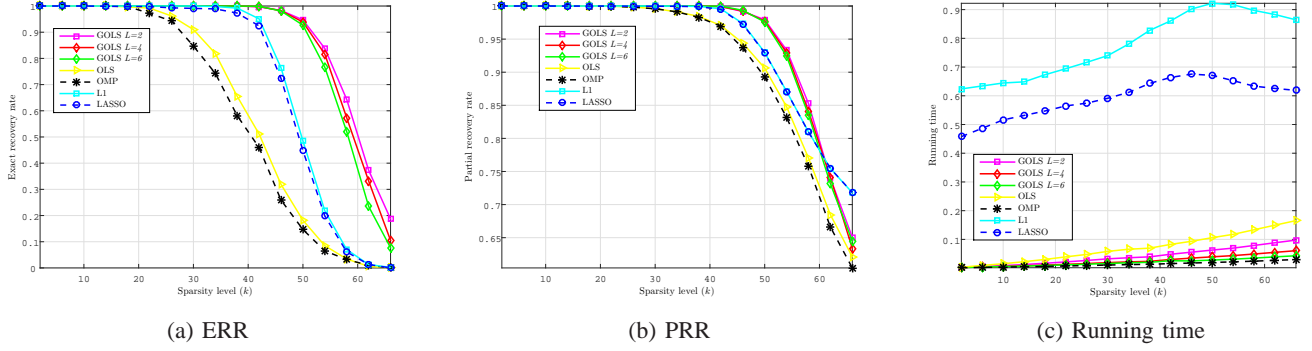 Exact recovery rate
1
0.9
0.8
0.7
0.6
0.5
0.4
0.3
0.2
0.1
0
GOLS L=2
GOLS L=4
GOLS L=6
OLS
OMP
L1
LASSO
10 20 30 40 50 60
Sparsity level (k)
(a) ERR
Partial recovery rate
1
0.95
0.9
0.85
0.8
0.75
0.7
0.65
GOLS L=2
GOLS L=4
GOLS L=6
OLS
OMP
L1
LASSO
10 20 30 40 50 60
Sparsity level (k)
(b) PRR
Running time
0.9
0.8
0.7
0.6
0.5
0.4
0.3
0.2
0.1
GOLS L=2
GOLS L=4
GOLS L=6
OLS
OMP
L1
LASSO
10 20 30 40 50 60
Sparsity level (k)
(c) Running time